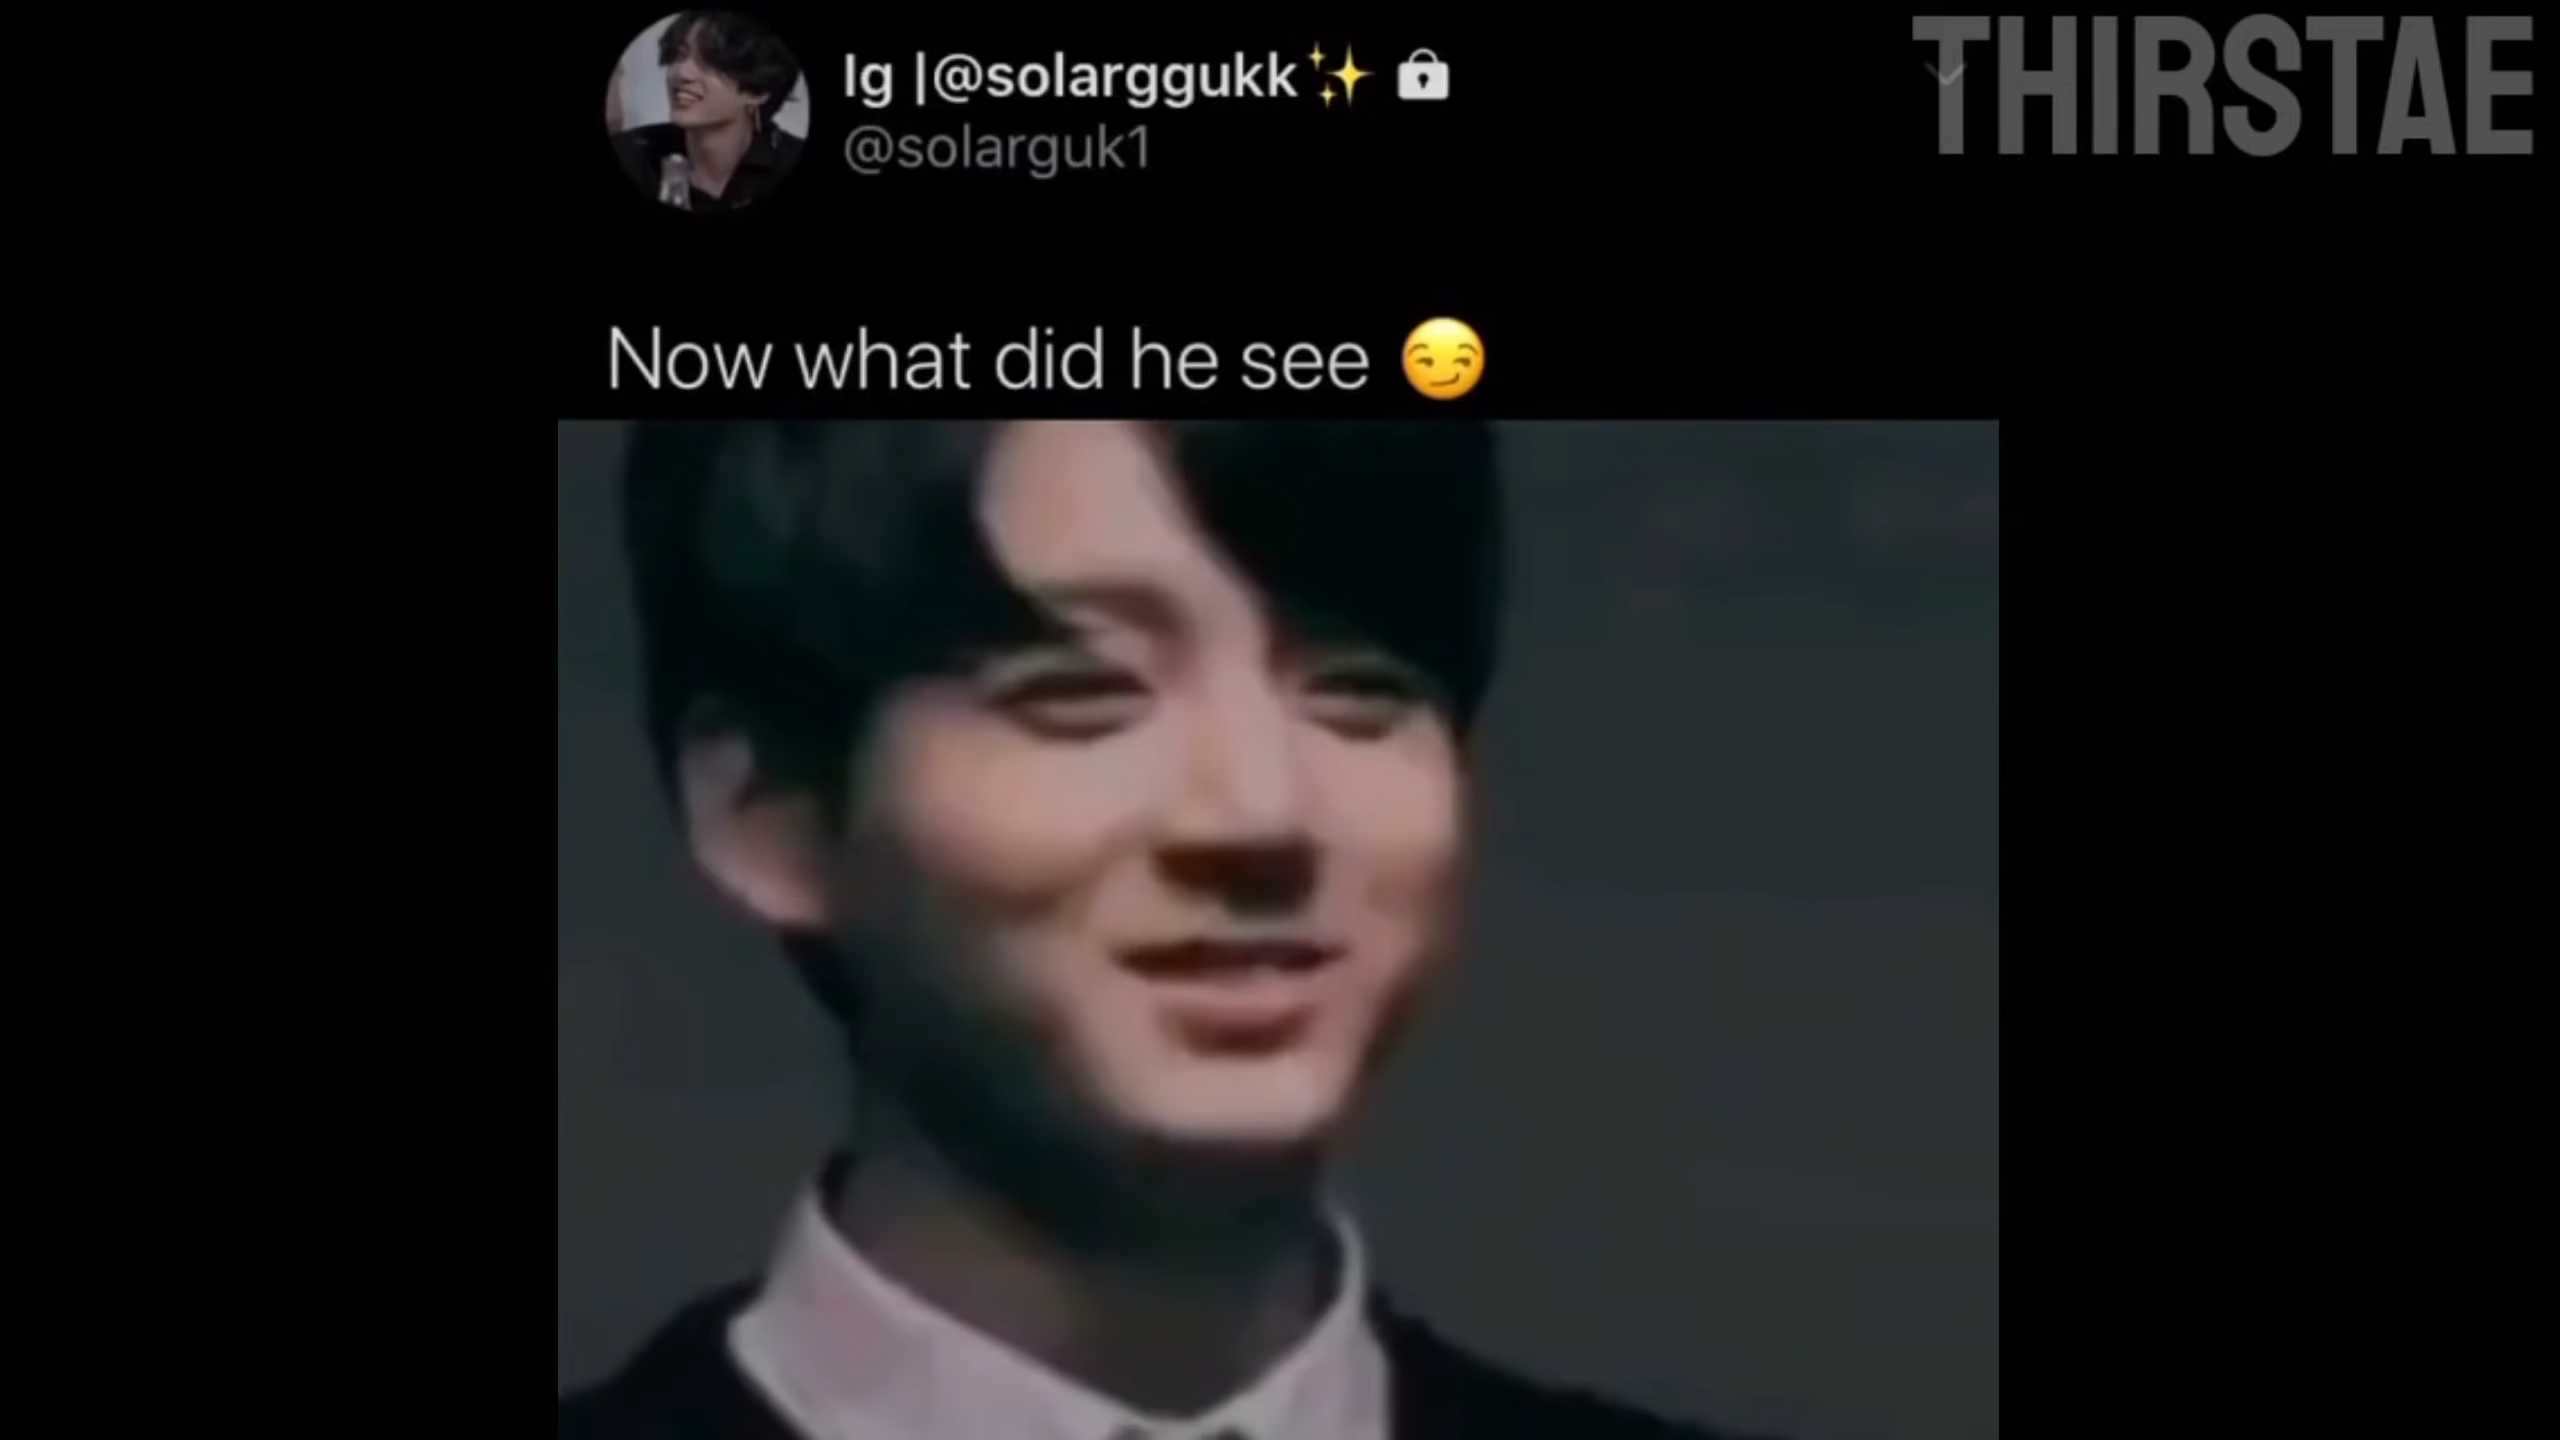 Ig |@solarggukk✨ 🔒
THIRSTAE
@solarguk1
Now what did he see 😏